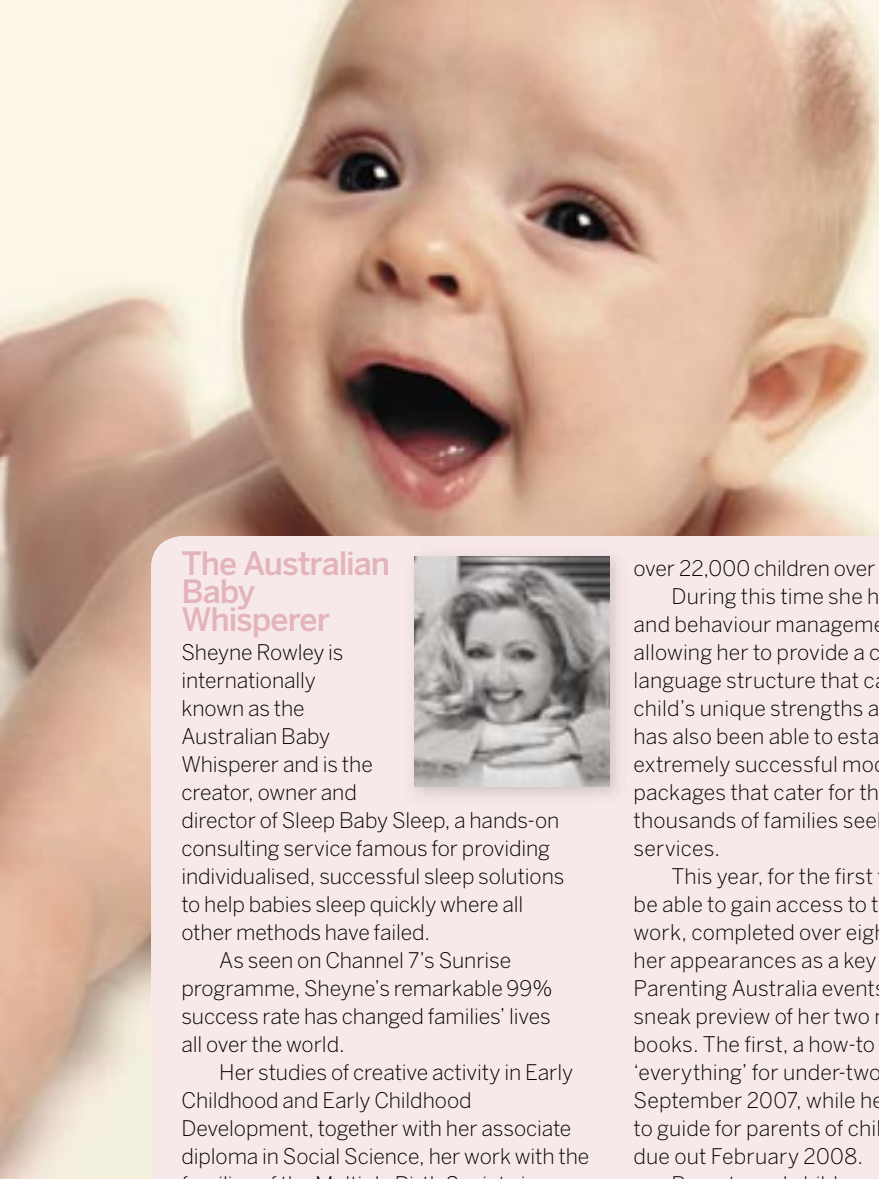 The Australian
Baby
Whisperer
Sheyne Rowley is
internationally
known as the
Australian Baby
Whisperer and is the
creator, owner and
director of Sleep Baby Sleep, a hands-on
consulting service famous for providing
individualised, successful sleep solutions
to help babies sleep quickly where all
other methods have failed.
As seen on Channel 7’s Sunrise
programme, Sheyne’s remarkable 99%
success rate has changed families’ lives
all over the world.
Her studies of creative activity in Early
Childhood and Early Childhood
Development, together with her associate
diploma in Social Science, her work with the
over 22,000 children over
During this time she h
and behaviour manageme
allowing her to provide a c
language structure that ca
child’s unique strengths a
has also been able to esta
extremely successful mod
packages that cater for th
thousands of families seek
services.
This year, for the first t
be able to gain access to t
work, completed over eigh
her appearances as a key
Parenting Australia events
sneak preview of her two n
books. The first, a how-to
‘everything’ for under-two
September 2007, while he
to guide for parents of chil
due out February 2008.